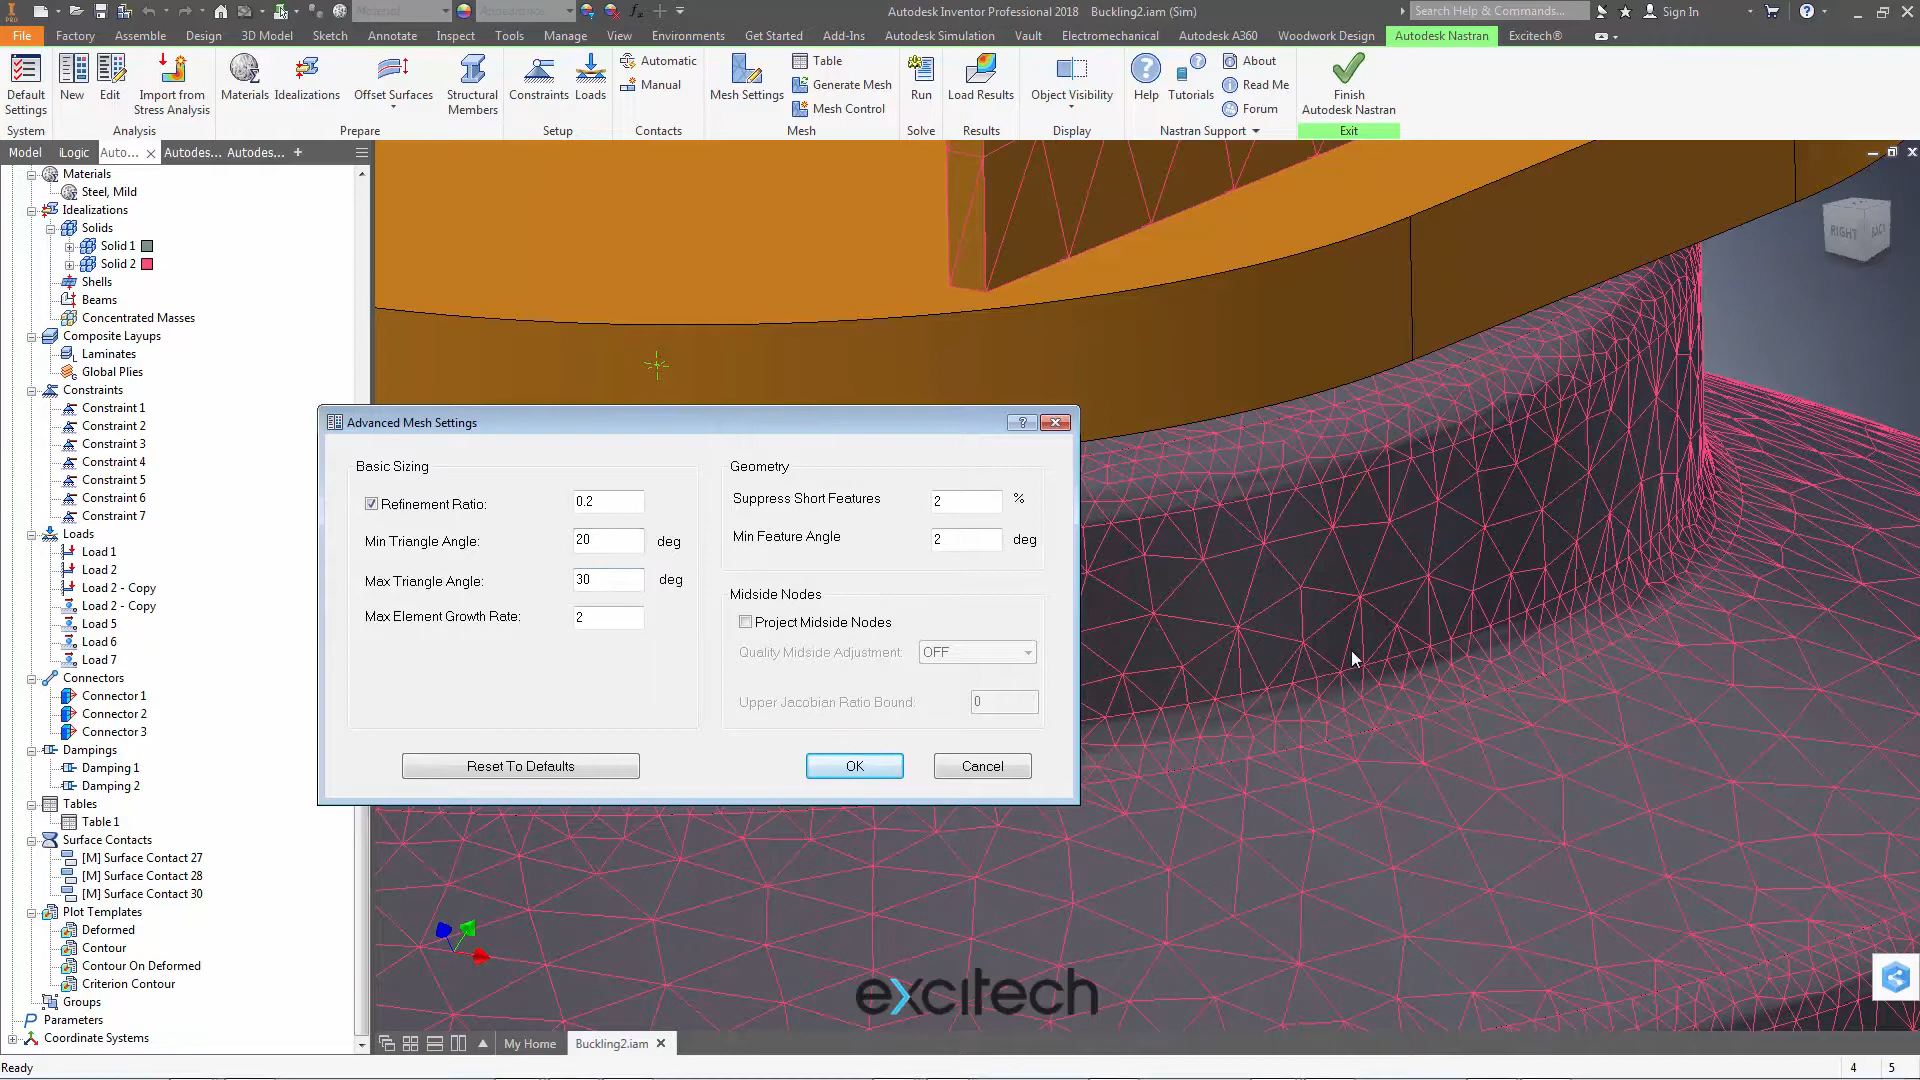 Material
Appearance
Autodesk Inventor Professional 2018 Buckling2.iam (Sim)
Search Help & Commands...
Sign In
PRO
File Factory Assemble Design 3D Model Sketch Annotate Inspect Tools Manage View Environments Get Started Add-Ins Autodesk Simulation Vault Electromechanical Autodesk A360 Woodwork Design Autodesk Nastran Excitech®
Default Settings
New
Edit
Import from Stress Analysis
Materials
Idealizations
Offset Surfaces
Structural Members
Constraints
Loads
Automatic
Manual
Mesh Settings
Table
Generate Mesh
Mesh Control
Run
Load Results
Object Visibility
Help
Tutorials
About
Read Me
Forum
Finish Autodesk Nastran
System Analysis Prepare Setup Contacts Mesh Solve Results Display Nastran Support Exit
Model iLogic Auto... Autodes... Autodes... +
Materials
Steel, Mild
Idealizations
Solids
Solid 1
Solid 2
Shells
Beams
Concentrated Masses
Composite Layups
Laminates
Global Plies
Constraints
Constraint 1
Constraint 2
Constraint 3
Constraint 4
Constraint 5
Constraint 6
Constraint 7
Loads
Load 1
Load 2
Load 2 - Copy
Load 2 - Copy
Load 5
Load 6
Load 7
Connectors
Connector 1
Connector 2
Connector 3
Dampings
Damping 1
Damping 2
Tables
Table 1
Surface Contacts
[M] Surface Contact 27
[M] Surface Contact 28
[M] Surface Contact 30
Plot Templates
Deformed
Contour
Contour On Deformed
Criterion Contour
Groups
Parameters
Coordinate Systems
RIGHT
BACK
Advanced Mesh Settings
Basic Sizing
Refinement Ratio: 0.2
Min Triangle Angle: 20 deg
Max Triangle Angle: 30 deg
Max Element Growth Rate: 2
Geometry
Suppress Short Features 2 %
Min Feature Angle 2 deg
Midside Nodes
Project Midside Nodes
Quality Midside Adjustment: OFF
Upper Jacobian Ratio Bound: 0
Reset To Defaults
OK
Cancel
excitech
My Home Buckling2.iam
Ready
4 5